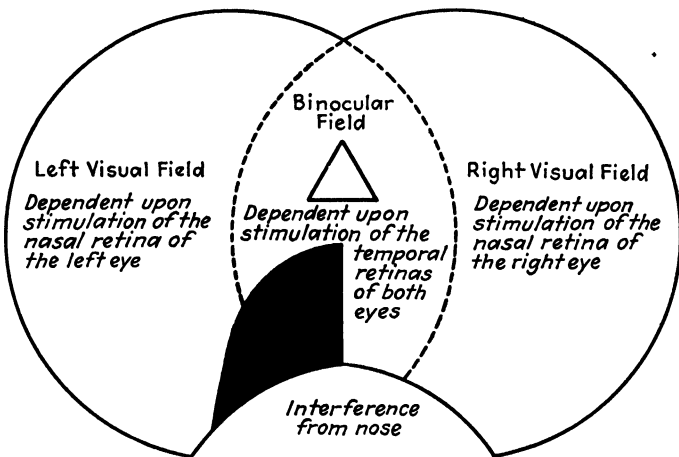 Binocular
Field
Left Visual Field
Dependent upon
stimulation of the
nasal retina of
the left eye
Dependent upon
stimulation of the
temporal
retinas
of both
eyes
Right Visual Field
Dependent upon
stimulation of the
nasal retina of
the right eye
Interference
from nose